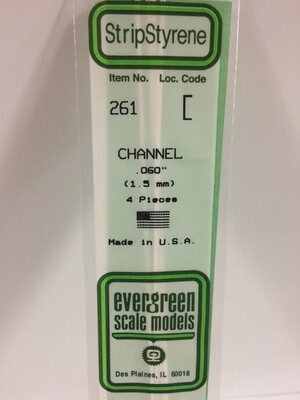 StripStyrene
Item No. Loc. Code
261 [
CHANNEL
.060"
(1.5 mm)
4 Pieces
Made in U.S.A.
evergreen
scale models
Des Plaines, IL 60018